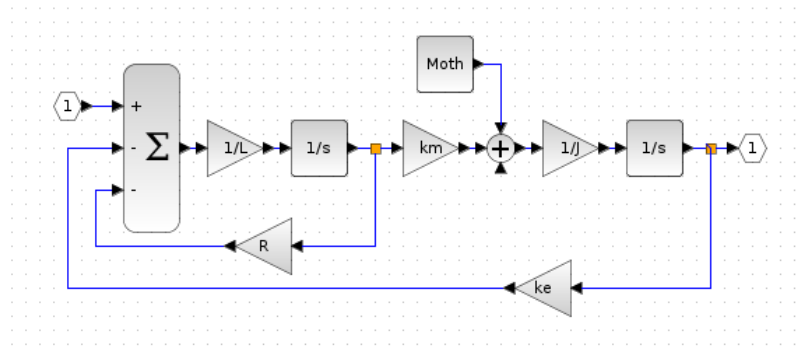 Moth
1 + - - Σ 1/L 1/s km + 1/J 1/s 1
R
ke